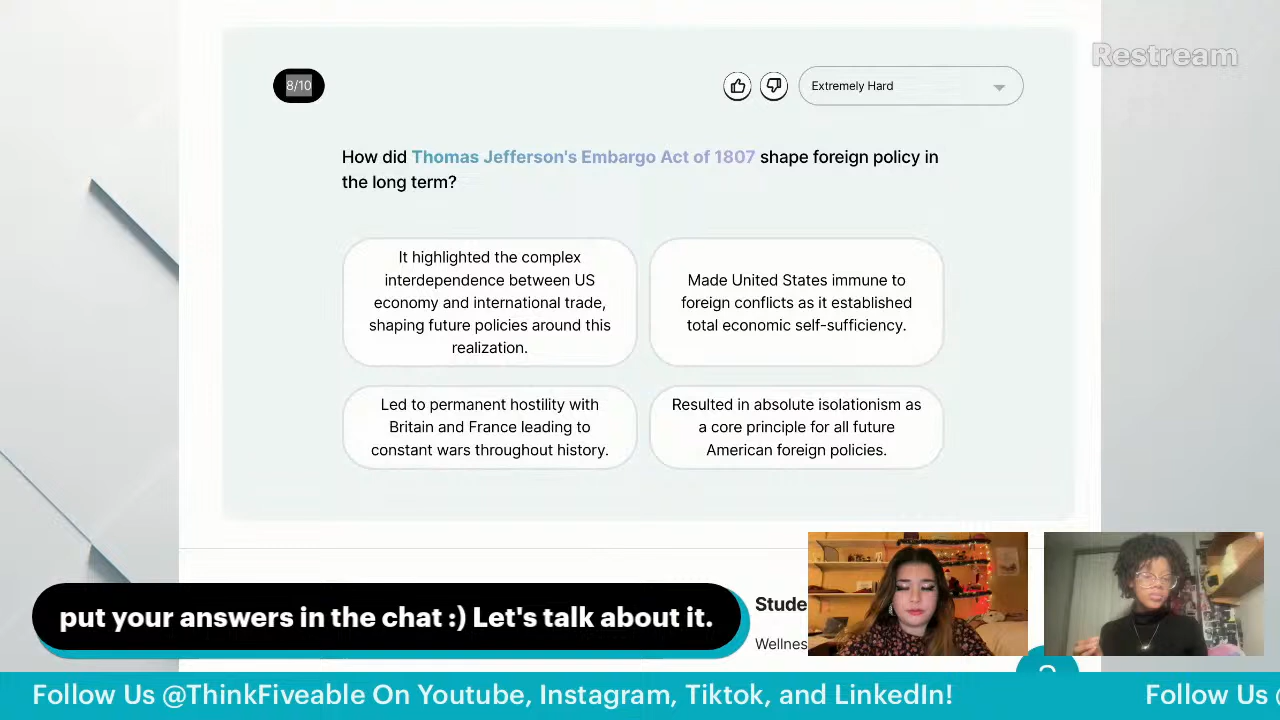 Restream
8/10
Extremely Hard
How did Thomas Jefferson's Embargo Act of 1807 shape foreign policy in
the long term?
It highlighted the complex
interdependence between US
economy and international trade,
shaping future policies around this
realization.
Made United States immune to
foreign conflicts as it established
total economic self-sufficiency.
Led to permanent hostility with
Britain and France leading to
constant wars throughout history.
Resulted in absolute isolationism as
a core principle for all future
American foreign policies.
put your answers in the chat :) Let's talk about it.
Stude
Wellnes
Follow Us @ThinkFiveable On Youtube, Instagram, Tiktok, and LinkedIn!
Follow Us @